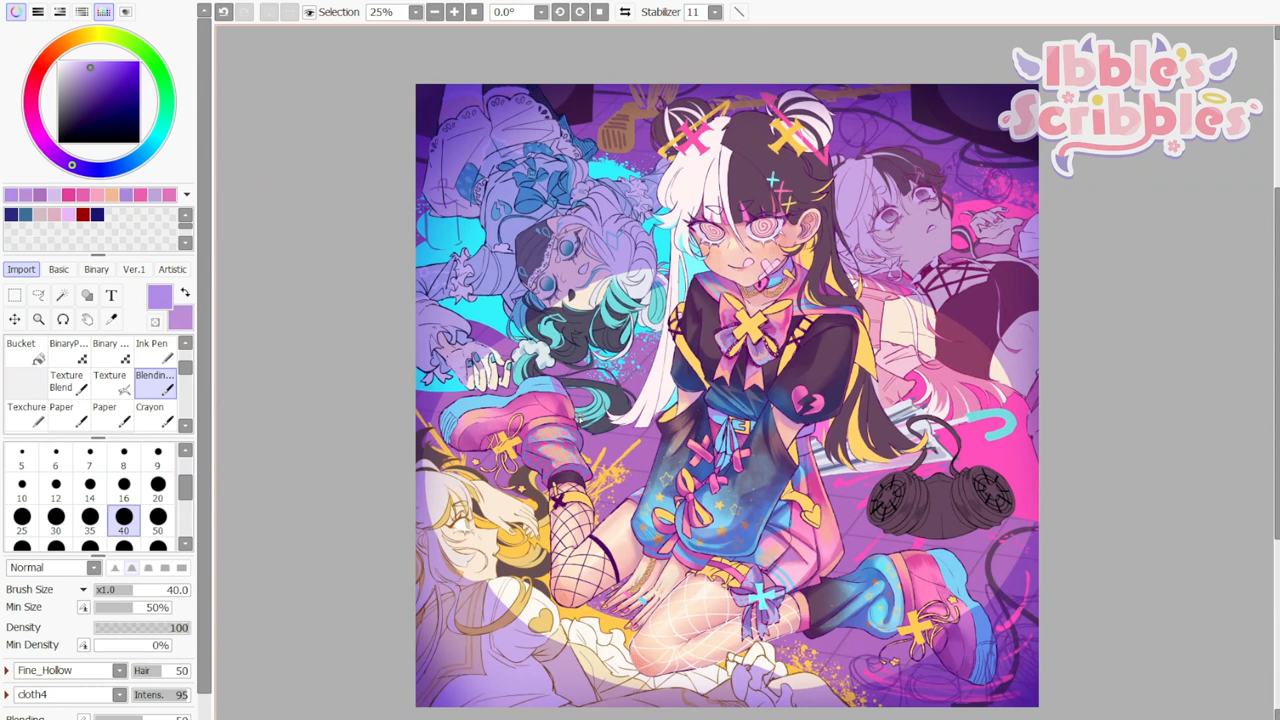 Selection 25% 0.0° Stabilizer 11
Ibble's
Scribbles
Import Basic Binary Ver.1 Artistic
T
Bucket BinaryP... Binary ... Ink Pen
Texture Blend Texture Blendin...
Texchure Paper Paper Crayon
5 6 7 8 9
10 12 14 16 20
25 30 35 40 50
Normal
Brush Size x1.0 40.0
Min Size 50%
Density 100
Min Density 0%
Fine_Hollow Hair 50
cloth4 Intens. 95
Blending 50